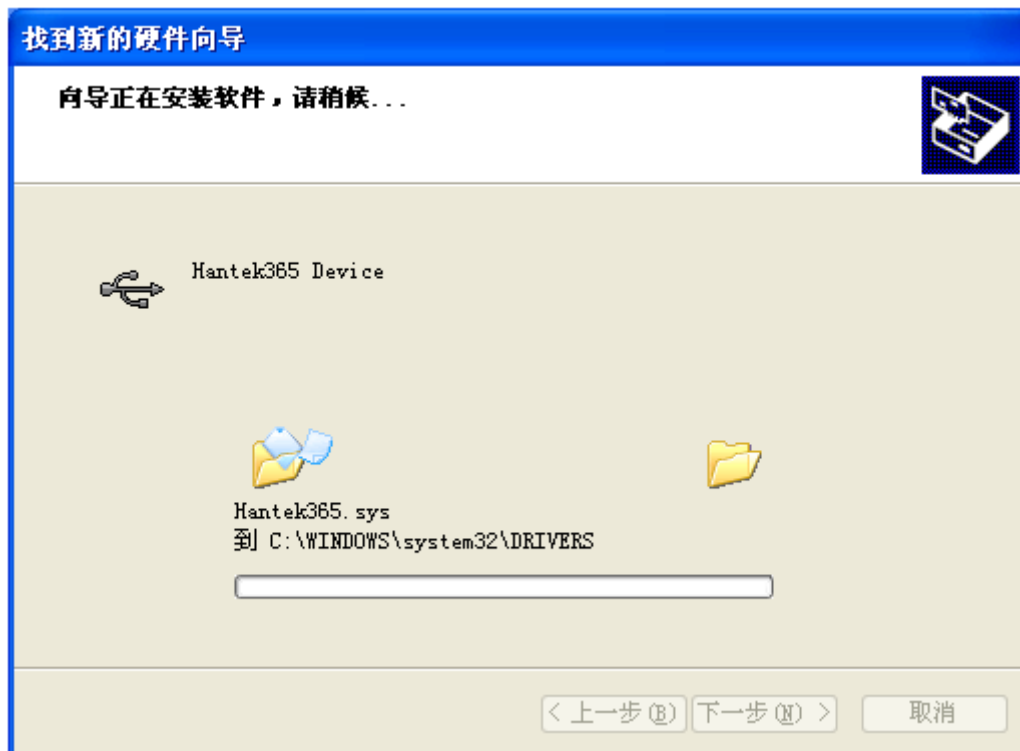 找到新的硬件向导
向导正在安装软件，请稍候...
Hantek365 Device
Hantek365.sys
到 C:\WINDOWS\system32\DRIVERS
< 上一步(B)
下一步(N) >
取消